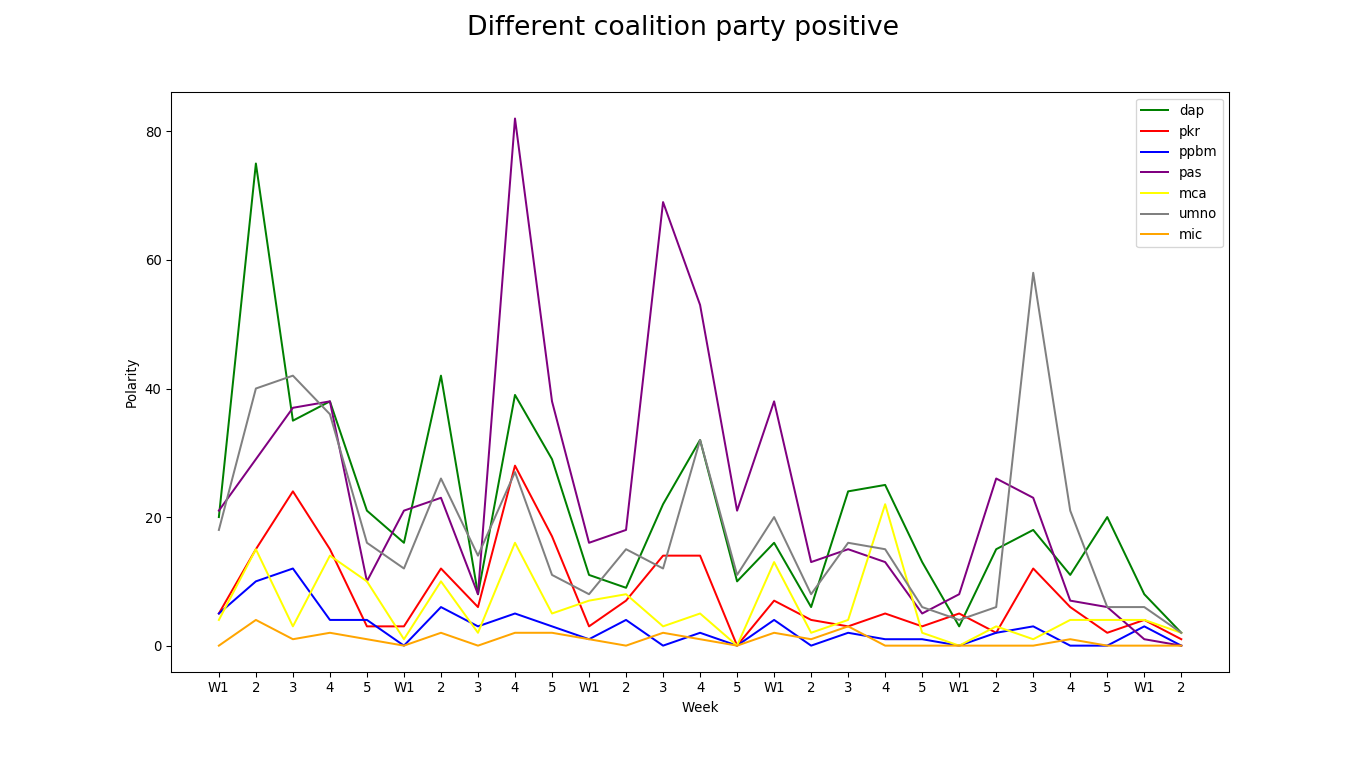 Different coalition party positive
dap
pkr
ppbm
pas
mca
umno
mic
80
60
40
20
0
Polarity
W1 2 3 4 5 W1 2 3 4 5 W1 2 3 4 5 W1 2 3 4 5 W1 2 3 4 5 W1 2
Week